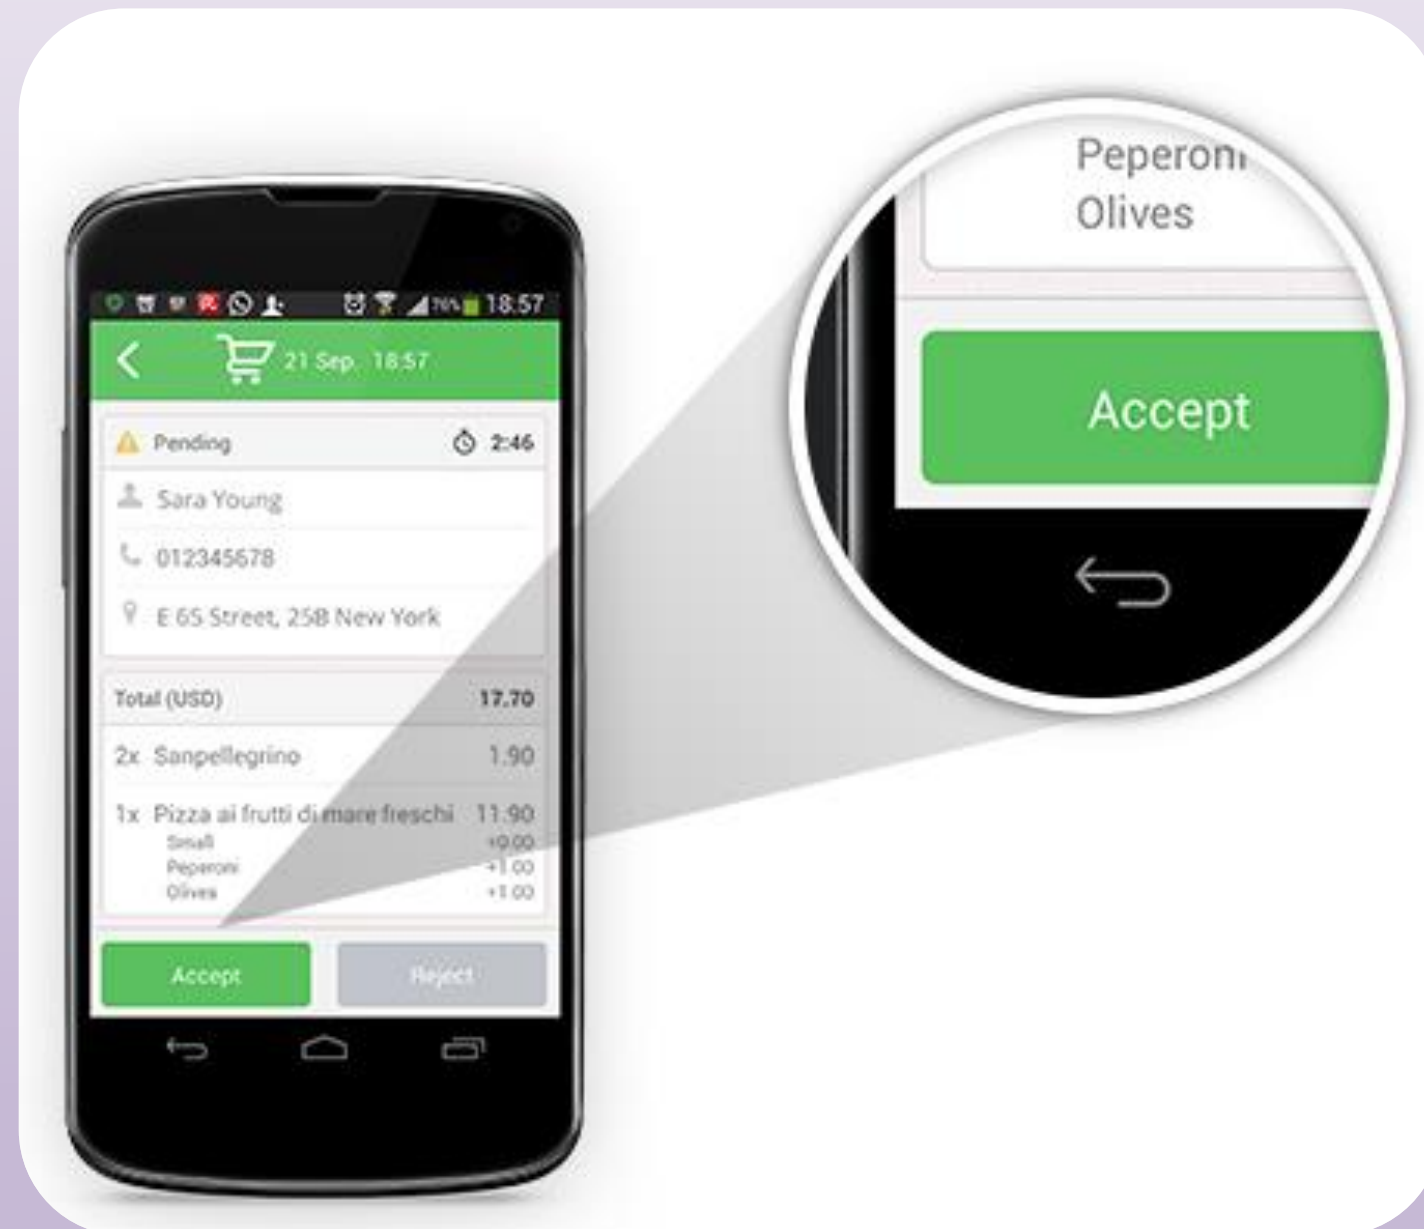 76% 18:57
21 Sep. 18:57
Pending 2:46
Sara Young
012345678
E 65 Street, 25B New York
Total (USD) 17.70
2x Sanpellegrino 1.90
1x Pizza ai frutti di mare freschi 11.90
Small +0.00
Peperoni +1.00
Olives +1.00
Accept Reject
Peperoni
Olives
Accept